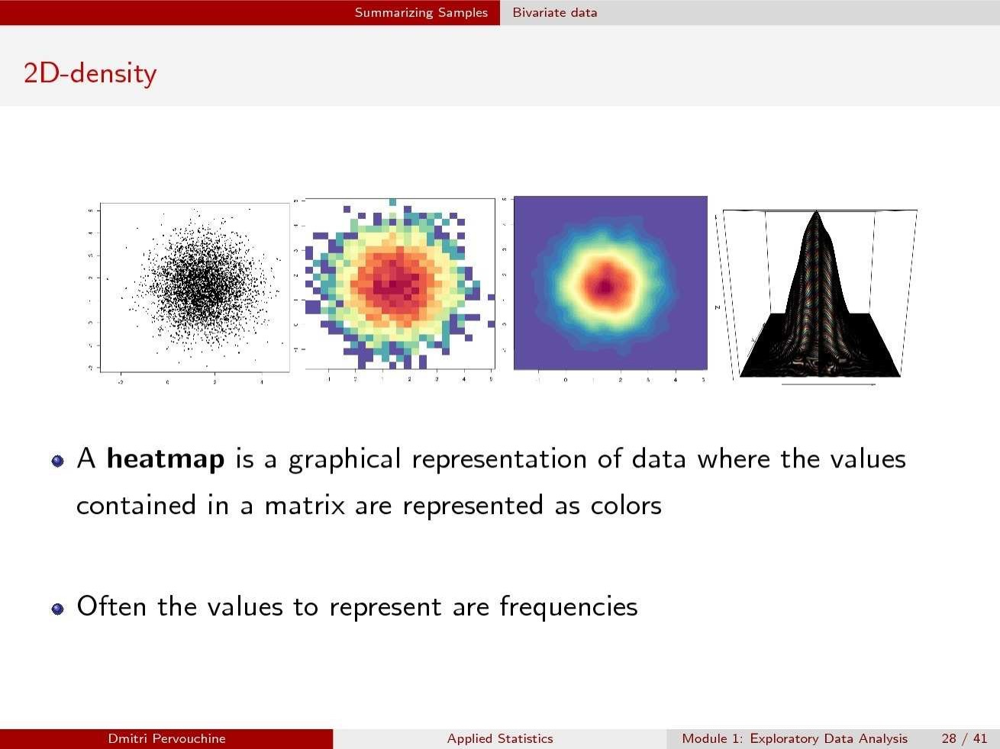 Summarizing Samples Bivariate data
2D-density
A heatmap is a graphical representation of data where the values
contained in a matrix are represented as colors
Often the values to represent are frequencies
Dmitri Pervouchine Applied Statistics Module 1: Exploratory Data Analysis 28 / 41